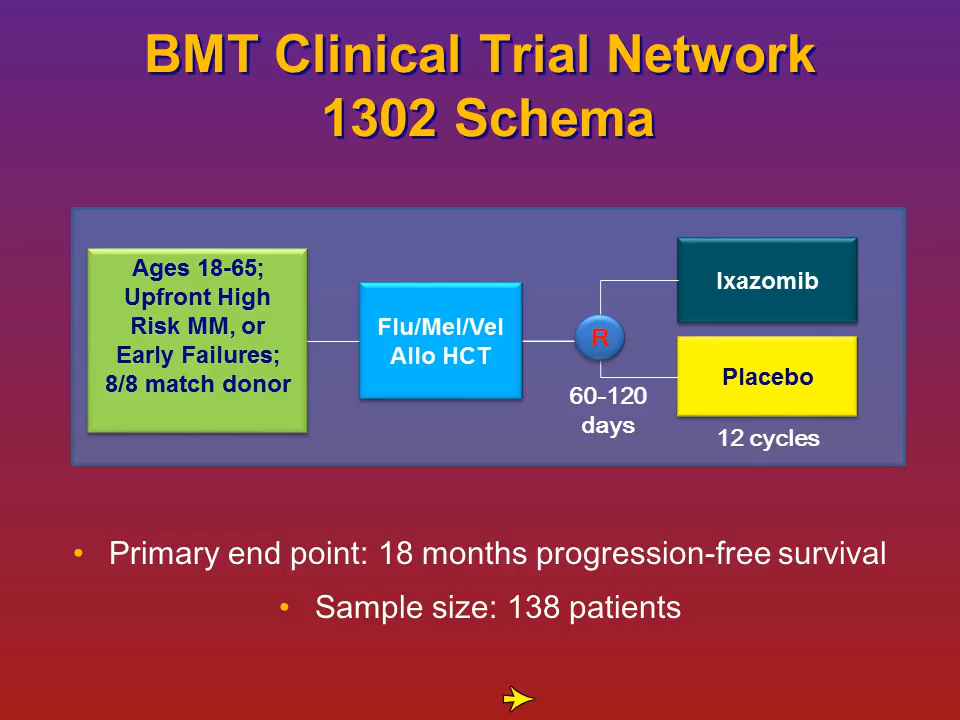 BMT Clinical Trial Network
1302 Schema
Ages 18-65;
Upfront High
Risk MM, or
Early Failures;
8/8 match donor
Flu/Mel/Vel
Allo HCT
R
60-120
days
Ixazomib
Placebo
12 cycles
• Primary end point: 18 months progression-free survival
• Sample size: 138 patients